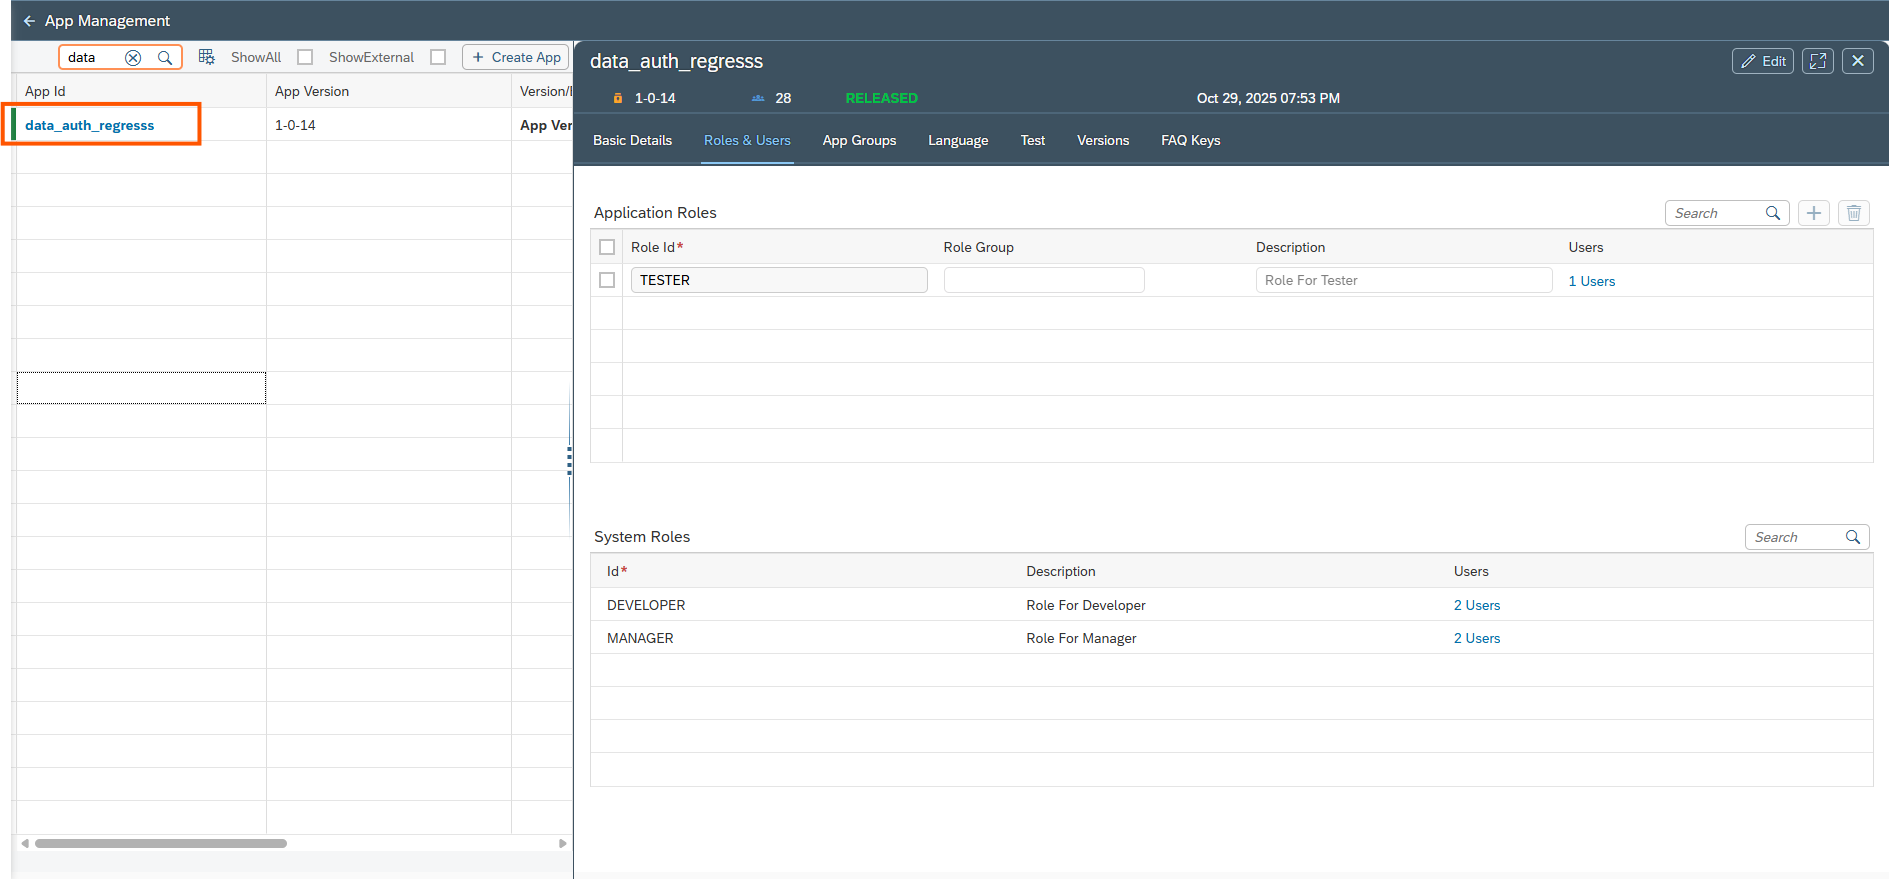 App Management
data
ShowAll
ShowExternal
Create App
App Id
App Version
Version/
data_auth_regresss
1-0-14
App Ver
data_auth_regresss
Edit
1-0-14
28
RELEASED
Oct 29, 2025 07:53 PM
Basic Details
Roles & Users
App Groups
Language
Test
Versions
FAQ Keys
Application Roles
Search
Role Id*
Role Group
Description
Users
TESTER
Role For Tester
1 Users
System Roles
Search
Id*
Description
Users
DEVELOPER
Role For Developer
2 Users
MANAGER
Role For Manager
2 Users